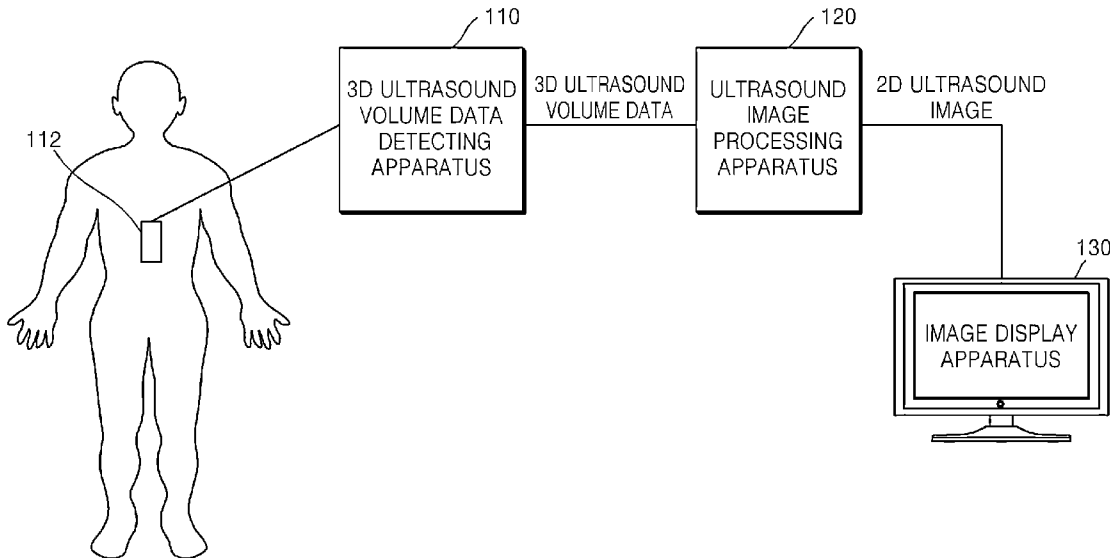 110
120
3D ULTRASOUND
VOLUME DATA
DETECTING
APPARATUS
3D ULTRASOUND
VOLUME DATA
ULTRASOUND
IMAGE
PROCESSING
APPARATUS
2D ULTRASOUND
IMAGE
112
130
IMAGE DISPLAY
APPARATUS